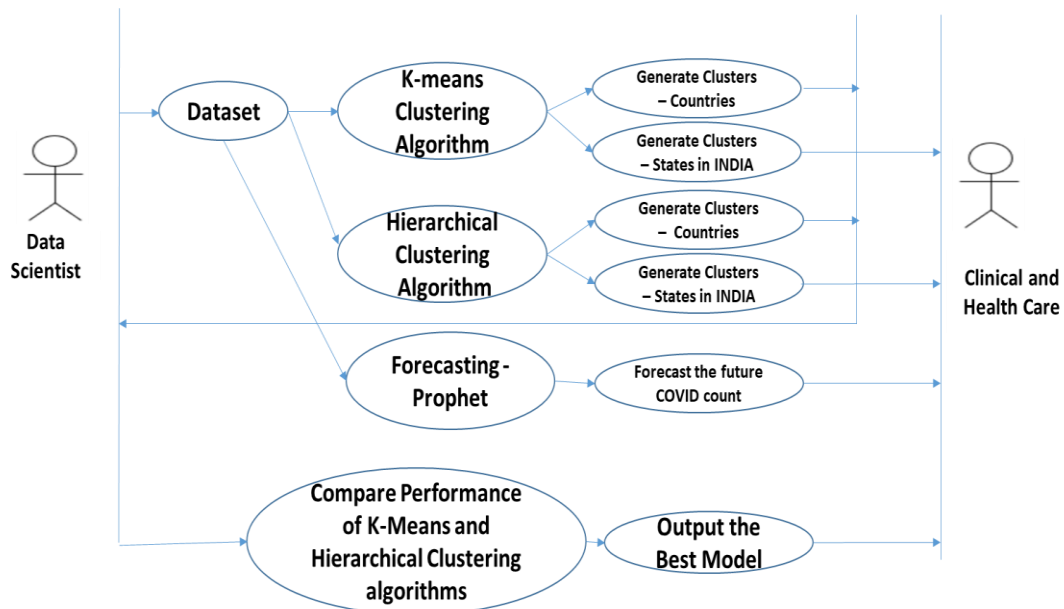 Dataset
K-means
Clustering
Algorithm
Generate Clusters
– Countries
Generate Clusters
– States in INDIA
Data
Scientist
Hierarchical
Clustering
Algorithm
Generate Clusters
– Countries
Generate Clusters
– States in INDIA
Clinical and
Health Care
Forecasting -
Prophet
Forecast the future
COVID count
Compare Performance
of K-Means and
Hierarchical Clustering
algorithms
Output the
Best Model